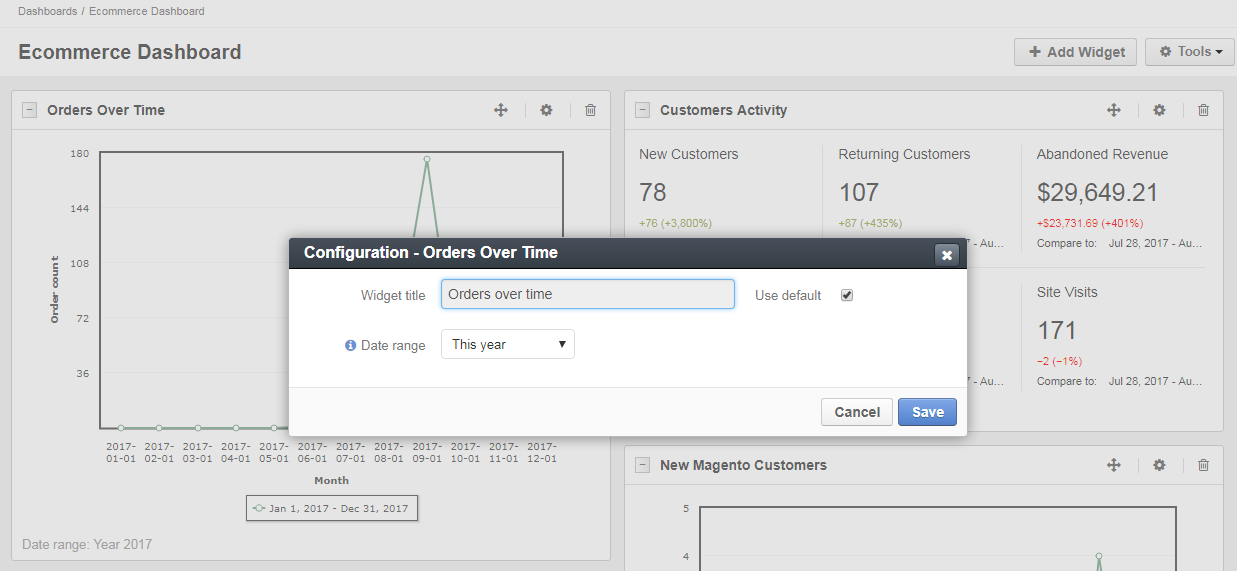 Dashboards / Ecommerce Dashboard
Ecommerce Dashboard
Add Widget
Tools
Orders Over Time
180
144
108
72
36
Order count
2017-01-01
2017-02-01
2017-03-01
2017-04-01
2017-05-01
2017-06-01
2017-07-01
2017-08-01
2017-09-01
2017-10-01
2017-11-01
2017-12-01
Month
Jan 1, 2017 - Dec 31, 2017
Date range: Year 2017
Customers Activity
New Customers
78
+76 (+3,800%)
Returning Customers
107
+87 (+435%)
Abandoned Revenue
$29,649.21
+$23,731.69 (+401%)
- Au...
Compare to: Jul 28, 2017 - Au...
Site Visits
171
−2 (−1%)
- Au...
Compare to: Jul 28, 2017 - Au...
Configuration - Orders Over Time
Widget title
Orders over time
Use default
Date range
This year
Cancel
Save
New Magento Customers
5
4